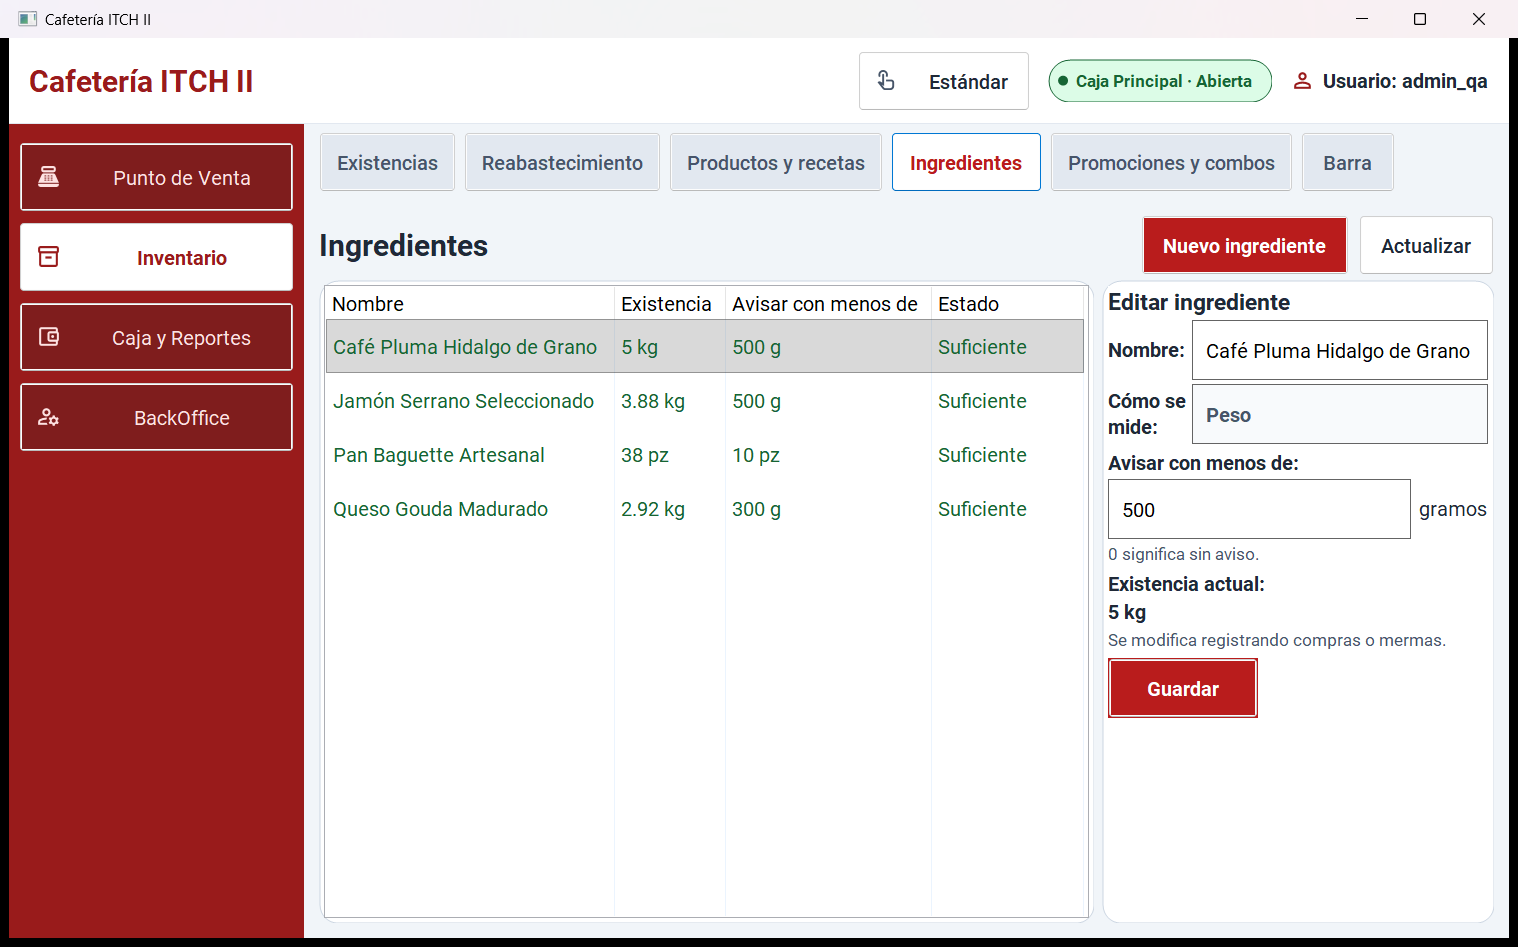 Cafetería ITCH II
Cafetería ITCH II
Estándar
Caja Principal · Abierta
Usuario: admin_qa
Punto de Venta
Inventario
Caja y Reportes
BackOffice
Existencias
Reabastecimiento
Productos y recetas
Ingredientes
Promociones y combos
Barra
Ingredientes
Nuevo ingrediente
Actualizar
Nombre Existencia Avisar con menos de Estado
Café Pluma Hidalgo de Grano 5 kg 500 g Suficiente
Jamón Serrano Seleccionado 3.88 kg 500 g Suficiente
Pan Baguette Artesanal 38 pz 10 pz Suficiente
Queso Gouda Madurado 2.92 kg 300 g Suficiente
Editar ingrediente
Nombre: Café Pluma Hidalgo de Grano
Cómo se
mide:
Peso
Avisar con menos de:
500 gramos
0 significa sin aviso.
Existencia actual:
5 kg
Se modifica registrando compras o mermas.
Guardar